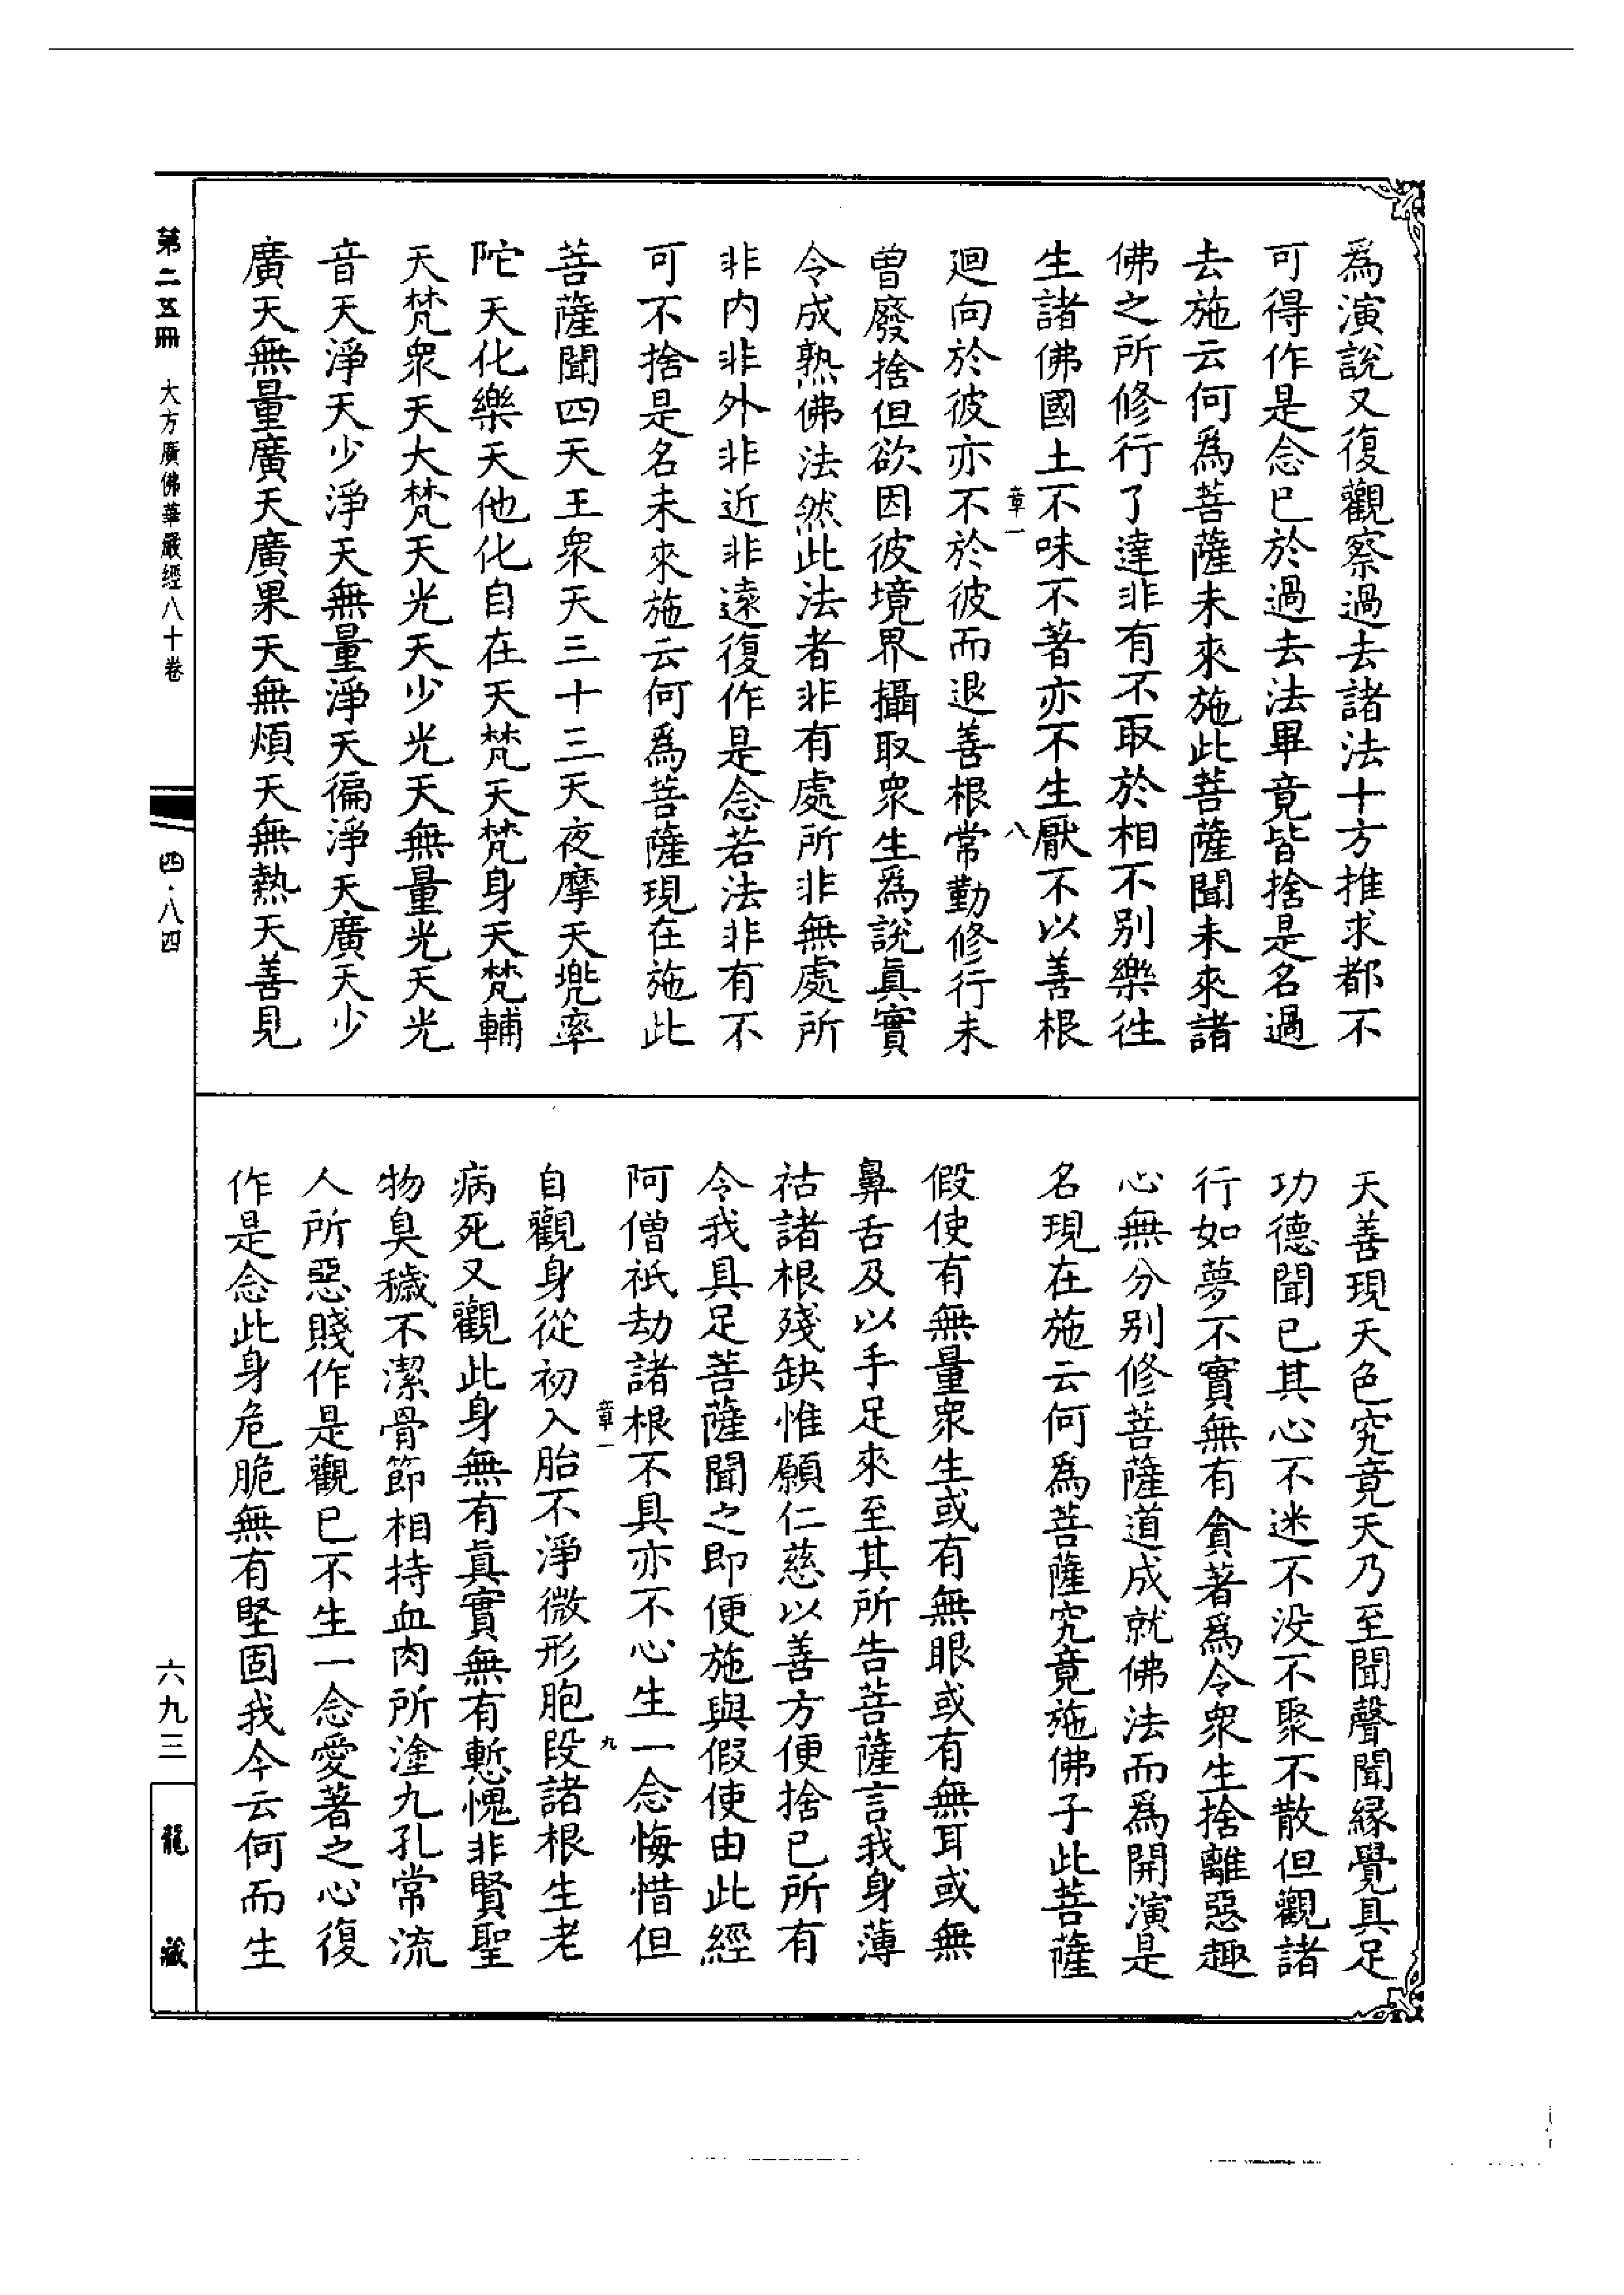 爲演說又復觀察過去諸法十方推求都不
可得作是念已於過去法畢竟皆捨是名過
去施云何爲菩薩未來施此菩薩聞未來諸
佛之所修行了達非有不取於相不別樂往
生諸佛國土不味不著亦不生厭不以善根
章一 八
迴向於彼亦不於彼而退善根常勤修行未
曾廢捨但欲因彼境界攝取衆生爲說眞實
令成熟佛法然此法者非有處所非無處所
非內非外非近非遠復作是念若法非有不
可不捨是名未來施云何爲菩薩現在施此
菩薩聞四天王衆天三十三天夜摩天兜率
陀天化樂天他化自在天梵天梵身天梵輔
天梵衆天大梵天光天少光天無量光天光
音天淨天少淨天無量淨天徧淨天廣天少
廣天無量廣天廣果天無煩天無熱天善見
天善現天色究竟天乃至聞聲聞緣覺具足
功德聞已其心不迷不没不聚不散但觀諸
行如夢不實無有貪著爲令衆生捨離惡趣
心無分別修菩薩道成就佛法而爲開演是
名現在施云何爲菩薩究竟施佛子此菩薩
假使有無量衆生或有無眼或有無耳或無
鼻舌及以手足來至其所告菩薩言我身薄
祜諸根殘缺惟願仁慈以善方便捨已所有
令我具足菩薩聞之即便施與假使由此經
阿僧祇劫諸根不具亦不心生一念悔惜但
章一 九
自觀身從初入胎不淨微形胞段諸根生老
病死又觀此身無有眞實無有慙愧非賢聖
物臭穢不潔骨節相持血肉所塗九孔常流
人所惡賤作是觀已不生一念愛著之心復
作是念此身危脆無有堅固我今云何而生
第二五冊 大方廣佛華嚴經八十卷 四·八四
六九三
龍藏